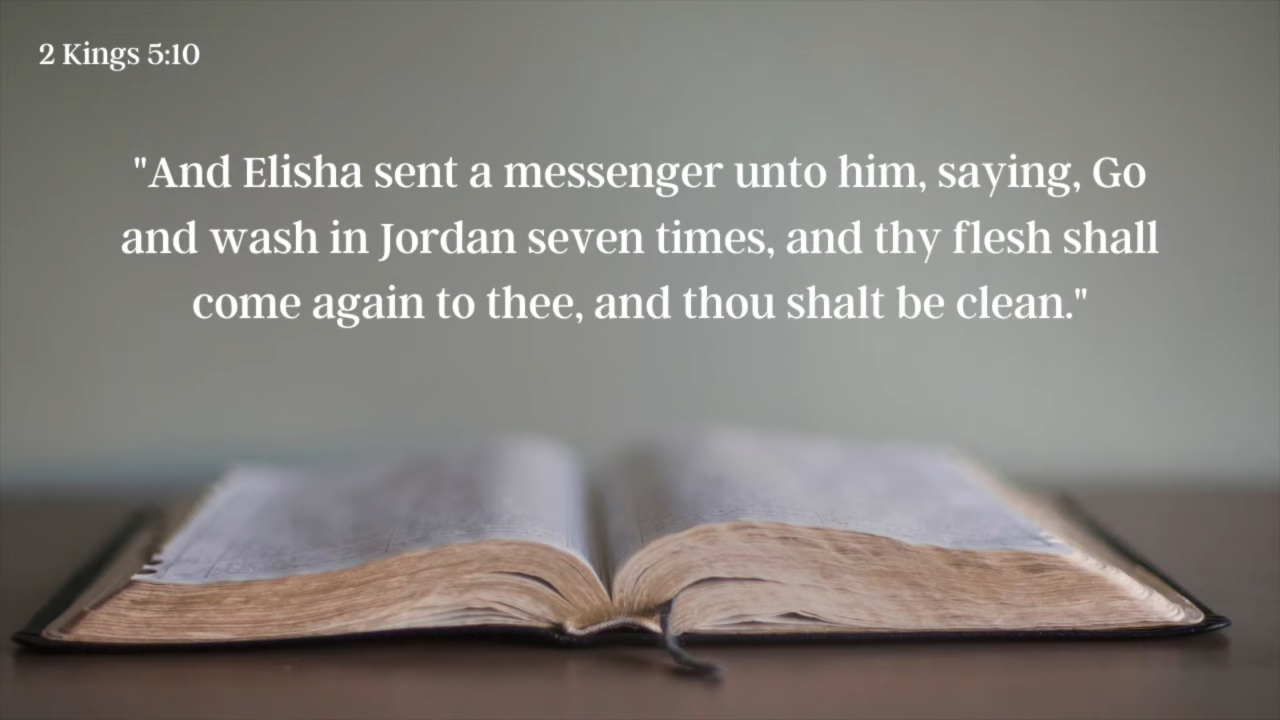 2 Kings 5:10
"And Elisha sent a messenger unto him, saying, Go
and wash in Jordan seven times, and thy flesh shall
come again to thee, and thou shalt be clean."